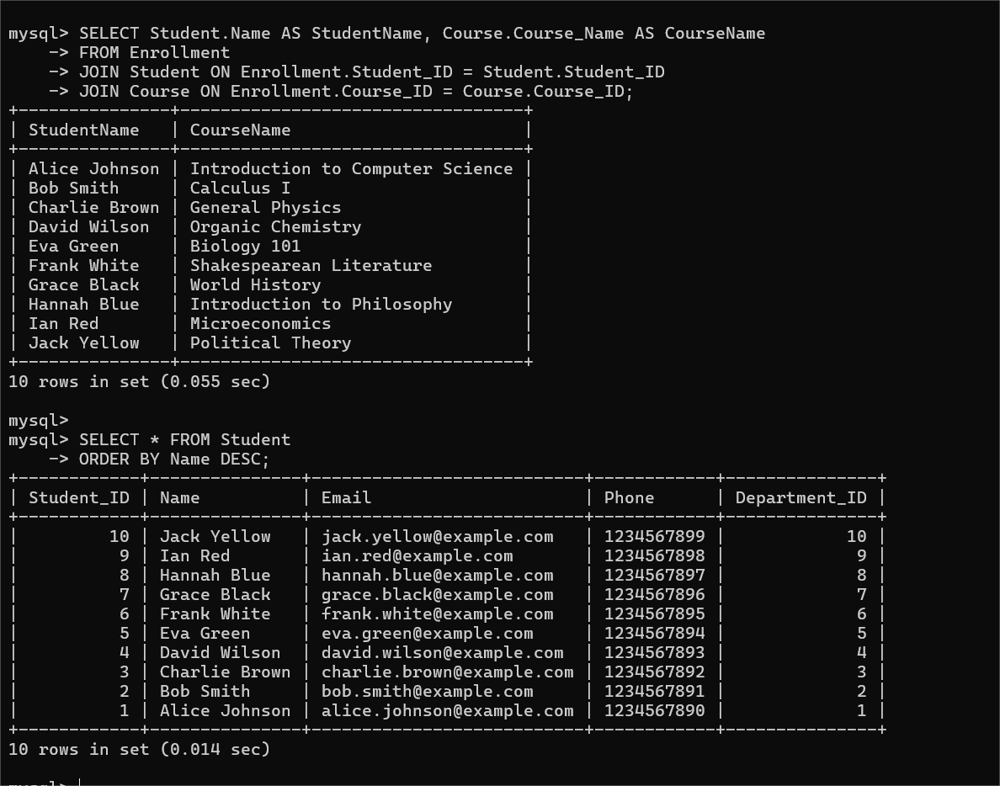 mysql> SELECT Student.Name AS StudentName, Course.Course_Name AS CourseName
    -> FROM Enrollment
    -> JOIN Student ON Enrollment.Student_ID = Student.Student_ID
    -> JOIN Course ON Enrollment.Course_ID = Course.Course_ID;
+---------------+----------------------------------+
| StudentName   | CourseName                       |
+---------------+----------------------------------+
| Alice Johnson | Introduction to Computer Science |
| Bob Smith     | Calculus I                       |
| Charlie Brown | General Physics                  |
| David Wilson  | Organic Chemistry                |
| Eva Green     | Biology 101                      |
| Frank White   | Shakespearean Literature         |
| Grace Black   | World History                    |
| Hannah Blue   | Introduction to Philosophy       |
| Ian Red       | Microeconomics                   |
| Jack Yellow   | Political Theory                 |
+---------------+----------------------------------+
10 rows in set (0.055 sec)

mysql>
mysql> SELECT * FROM Student
    -> ORDER BY Name DESC;
+------------+---------------+---------------------------+------------+---------------+
| Student_ID | Name          | Email                     | Phone      | Department_ID |
+------------+---------------+---------------------------+------------+---------------+
|         10 | Jack Yellow   | jack.yellow@example.com   | 1234567899 |            10 |
|          9 | Ian Red       | ian.red@example.com       | 1234567898 |             9 |
|          8 | Hannah Blue   | hannah.blue@example.com   | 1234567897 |             8 |
|          7 | Grace Black   | grace.black@example.com   | 1234567896 |             7 |
|          6 | Frank White   | frank.white@example.com   | 1234567895 |             6 |
|          5 | Eva Green     | eva.green@example.com     | 1234567894 |             5 |
|          4 | David Wilson  | david.wilson@example.com  | 1234567893 |             4 |
|          3 | Charlie Brown | charlie.brown@example.com | 1234567892 |             3 |
|          2 | Bob Smith     | bob.smith@example.com     | 1234567891 |             2 |
|          1 | Alice Johnson | alice.johnson@example.com | 1234567890 |             1 |
+------------+---------------+---------------------------+------------+---------------+
10 rows in set (0.014 sec)

mysql>